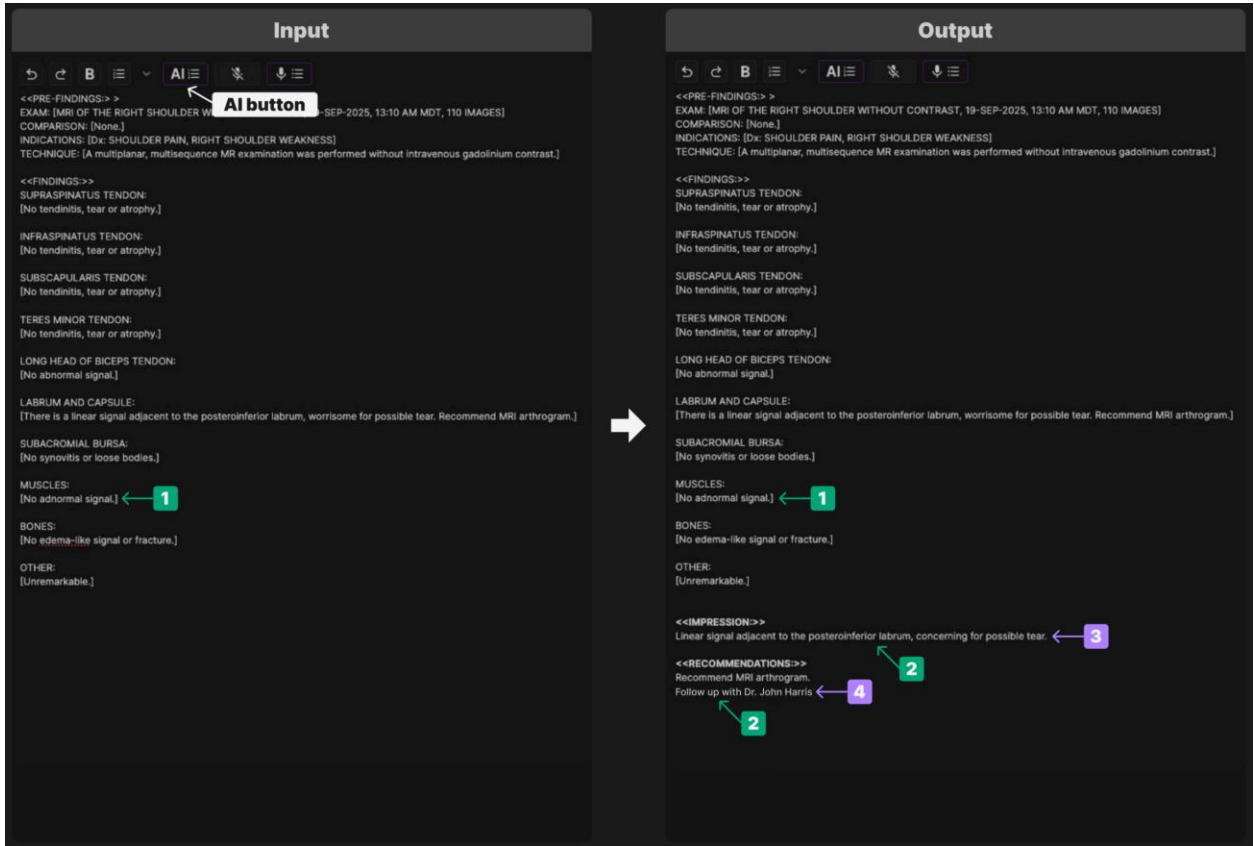 Input
B
AI
AI button
<<PRE-FINDINGS:> >
EXAM: [MRI OF THE RIGHT SHOULDER W -SEP-2025, 13:10 AM MDT, 110 IMAGES]
COMPARISON: [None.]
INDICATIONS: [Dx: SHOULDER PAIN, RIGHT SHOULDER WEAKNESS]
TECHNIQUE: [A multiplanar, multisequence MR examination was performed without intravenous gadolinium contrast.]
<<FINDINGS:>>
SUPRASPINATUS TENDON:
[No tendinitis, tear or atrophy.]
INFRASPINATUS TENDON:
[No tendinitis, tear or atrophy.]
SUBSCAPULARIS TENDON:
[No tendinitis, tear or atrophy.]
TERES MINOR TENDON:
[No tendinitis, tear or atrophy.]
LONG HEAD OF BICEPS TENDON:
[No abnormal signal.]
LABRUM AND CAPSULE:
[There is a linear signal adjacent to the posteroinferior labrum, worrisome for possible tear. Recommend MRI arthrogram.]
SUBACROMIAL BURSA:
[No synovitis or loose bodies.]
MUSCLES:
[No adnormal signal.] 1
BONES:
[No edema-like signal or fracture.]
OTHER:
[Unremarkable.]
Output
B
AI
<<PRE-FINDINGS:> >
EXAM: [MRI OF THE RIGHT SHOULDER WITHOUT CONTRAST, 19-SEP-2025, 13:10 AM MDT, 110 IMAGES]
COMPARISON: [None.]
INDICATIONS: [Dx: SHOULDER PAIN, RIGHT SHOULDER WEAKNESS]
TECHNIQUE: [A multiplanar, multisequence MR examination was performed without intravenous gadolinium contrast.]
<<FINDINGS:>>
SUPRASPINATUS TENDON:
[No tendinitis, tear or atrophy.]
INFRASPINATUS TENDON:
[No tendinitis, tear or atrophy.]
SUBSCAPULARIS TENDON:
[No tendinitis, tear or atrophy.]
TERES MINOR TENDON:
[No tendinitis, tear or atrophy.]
LONG HEAD OF BICEPS TENDON:
[No abnormal signal.]
LABRUM AND CAPSULE:
[There is a linear signal adjacent to the posteroinferior labrum, worrisome for possible tear. Recommend MRI arthrogram.]
SUBACROMIAL BURSA:
[No synovitis or loose bodies.]
MUSCLES:
[No adnormal signal.] 1
BONES:
[No edema-like signal or fracture.]
OTHER:
[Unremarkable.]
<<IMPRESSION:>>
Linear signal adjacent to the posteroinferior labrum, concerning for possible tear. 3
2
<<RECOMMENDATIONS:>>
Recommend MRI arthrogram.
Follow up with Dr. John Harris 4
2